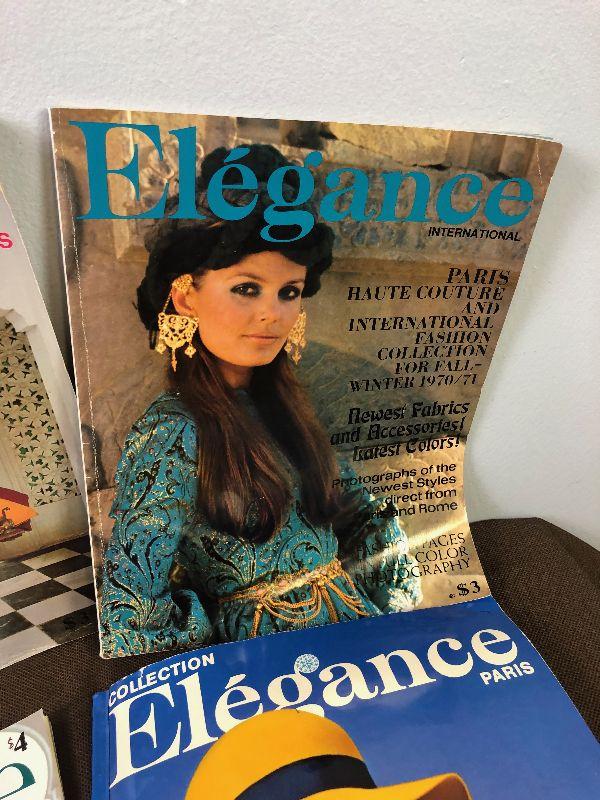 Elégance
INTERNATIONAL
PARIS
HAUTE COUTURE
AND
INTERNATIONAL
FASHION
COLLECTION
FOR FALL-
WINTER 1970/71
Newest Fabrics
and Accessories!
Latest Colors!
Photographs of the
Newest Styles
direct from
and Rome
PAGES
COLOR
PHOTOGRAPHY
$3
COLLECTION
Elégance
PARIS
$4
e
s